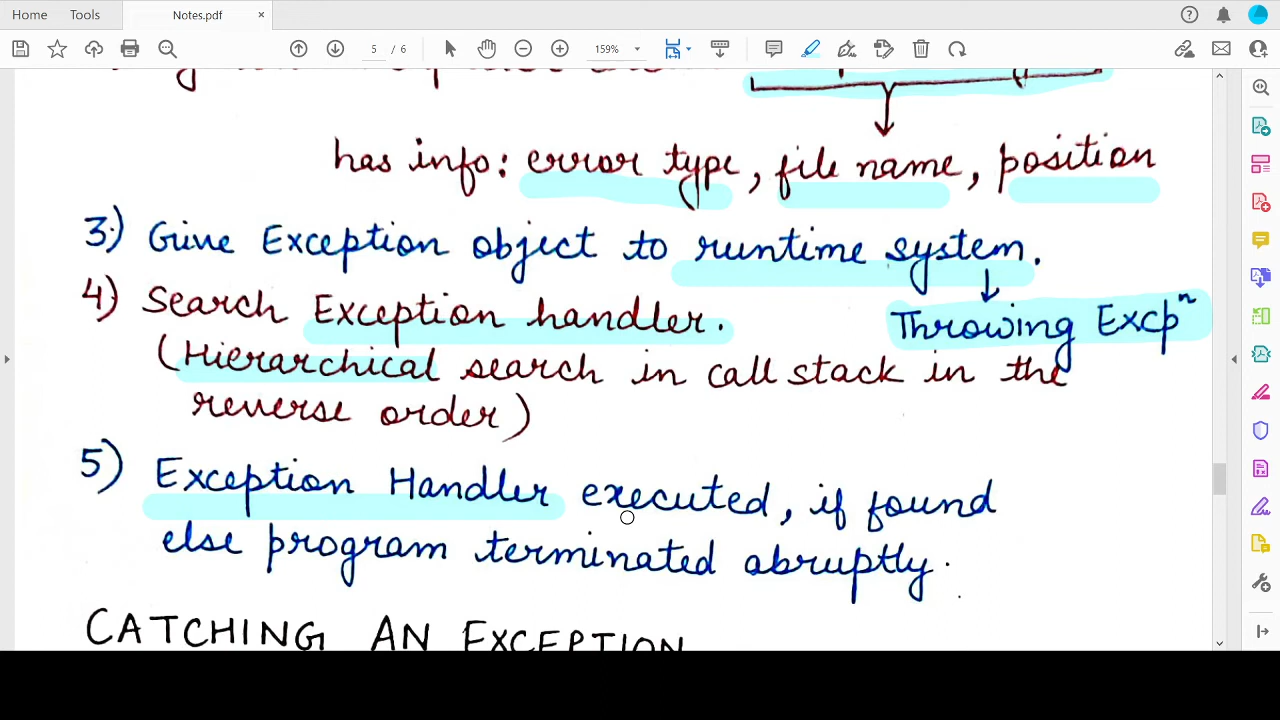 Home Tools Notes.pdf ×
5 / 6 159%
has info: error type, file name, position
3.) Give Exception object to runtime system.
4) Search Exception handler. Throwing Excpⁿ
(Hierarchical search in call stack in the
reverse order)
5) Exception Handler executed, if found
else program terminated abruptly.
CATCHING AN EXCEPTION